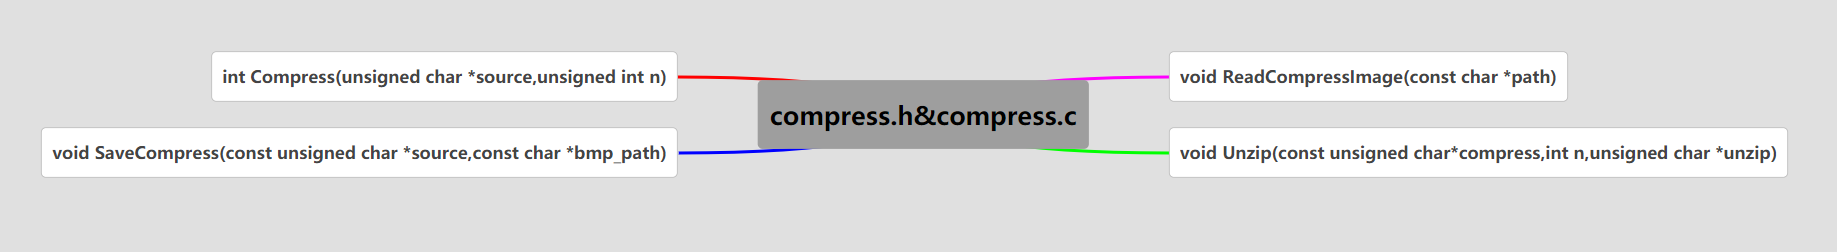 int Compress(unsigned char *source,unsigned int n)
void SaveCompress(const unsigned char *source,const char *bmp_path)
compress.h&compress.c
void ReadCompressImage(const char *path)
void Unzip(const unsigned char*compress,int n,unsigned char *unzip)